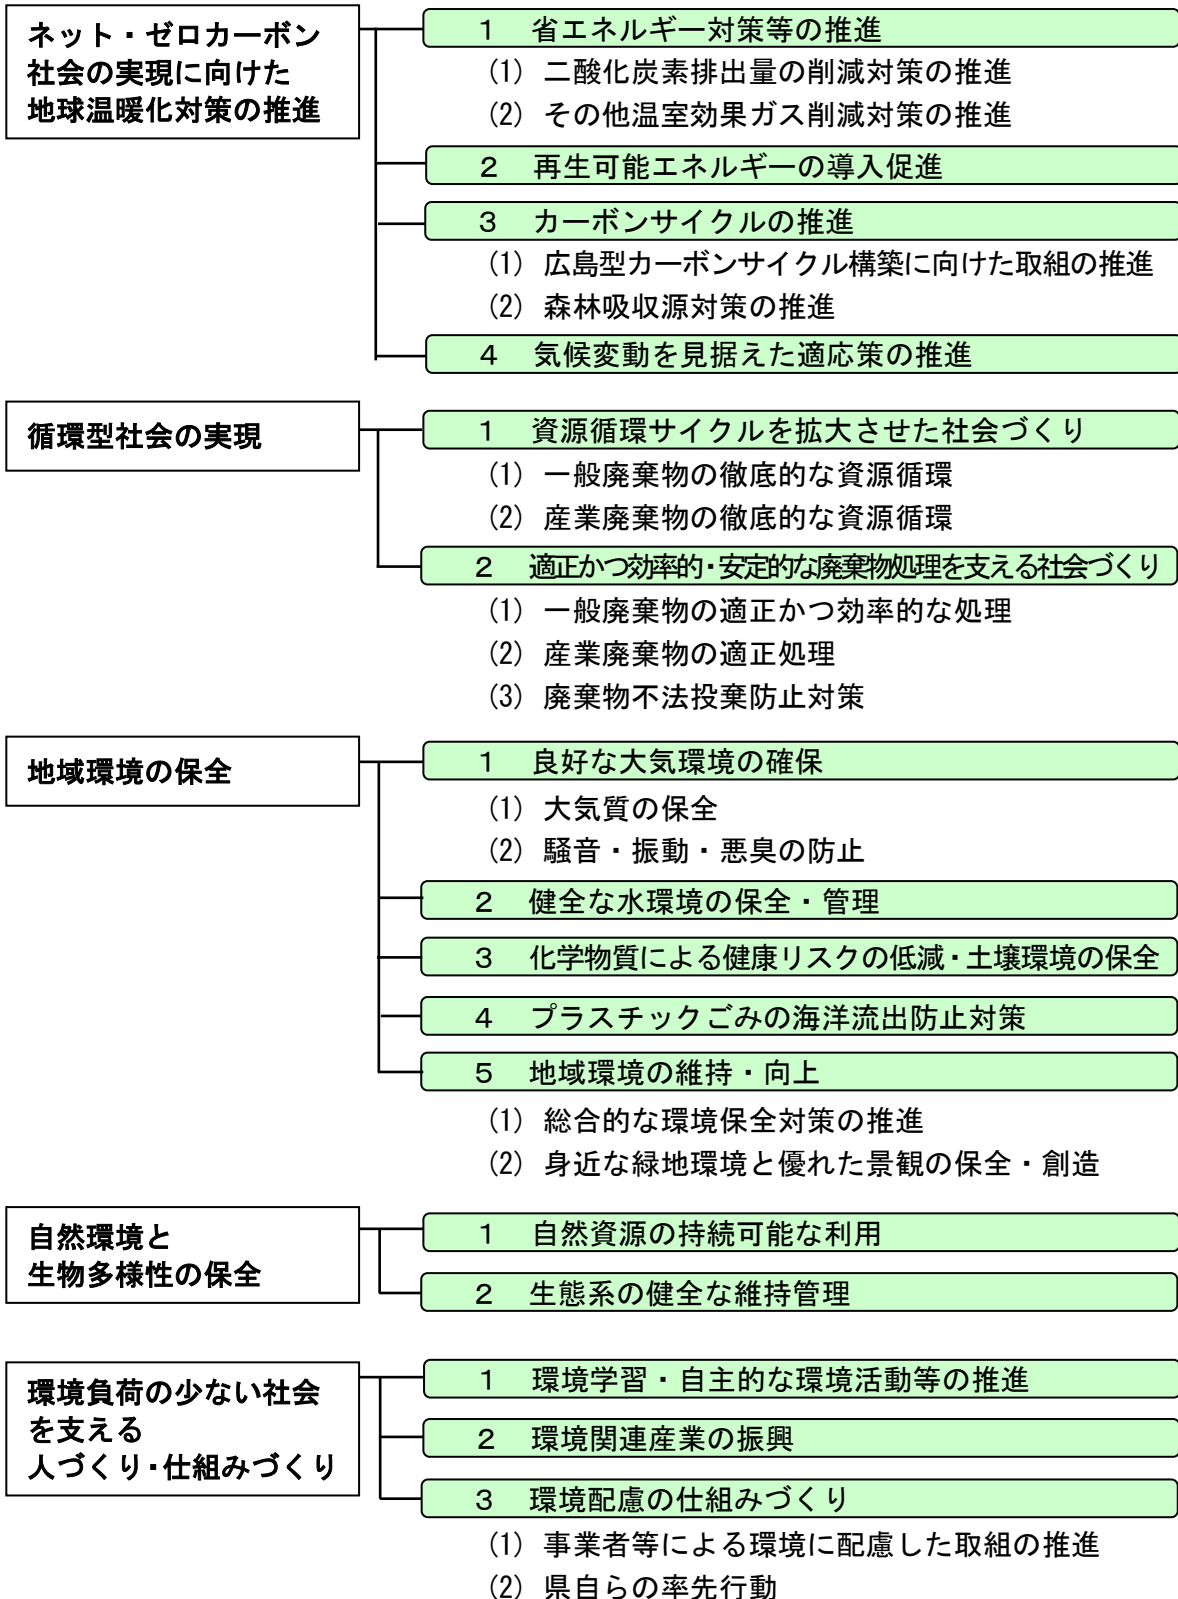 ネット・ゼロカーボン
社会の実現に向けた
地球温暖化対策の推進
1 省エネルギー対策等の推進
(1) 二酸化炭素排出量の削減対策の推進
(2) その他温室効果ガス削減対策の推進
2 再生可能エネルギーの導入促進
3 カーボンサイクルの推進
(1) 広島型カーボンサイクル構築に向けた取組の推進
(2) 森林吸収源対策の推進
4 気候変動を見据えた適応策の推進
循環型社会の実現
1 資源循環サイクルを拡大させた社会づくり
(1) 一般廃棄物の徹底的な資源循環
(2) 産業廃棄物の徹底的な資源循環
2 適正かつ効率的・安定的な廃棄物処理を支える社会づくり
(1) 一般廃棄物の適正かつ効率的な処理
(2) 産業廃棄物の適正処理
(3) 廃棄物不法投棄防止対策
地域環境の保全
1 良好な大気環境の確保
(1) 大気質の保全
(2) 騒音・振動・悪臭の防止
2 健全な水環境の保全・管理
3 化学物質による健康リスクの低減・土壌環境の保全
4 プラスチックごみの海洋流出防止対策
5 地域環境の維持・向上
(1) 総合的な環境保全対策の推進
(2) 身近な緑地環境と優れた景観の保全・創造
自然環境と
生物多様性の保全
1 自然資源の持続可能な利用
2 生態系の健全な維持管理
環境負荷の少ない社会
を支える
人づくり・仕組みづくり
1 環境学習・自主的な環境活動等の推進
2 環境関連産業の振興
3 環境配慮の仕組みづくり
(1) 事業者等による環境に配慮した取組の推進
(2) 県自らの率先行動